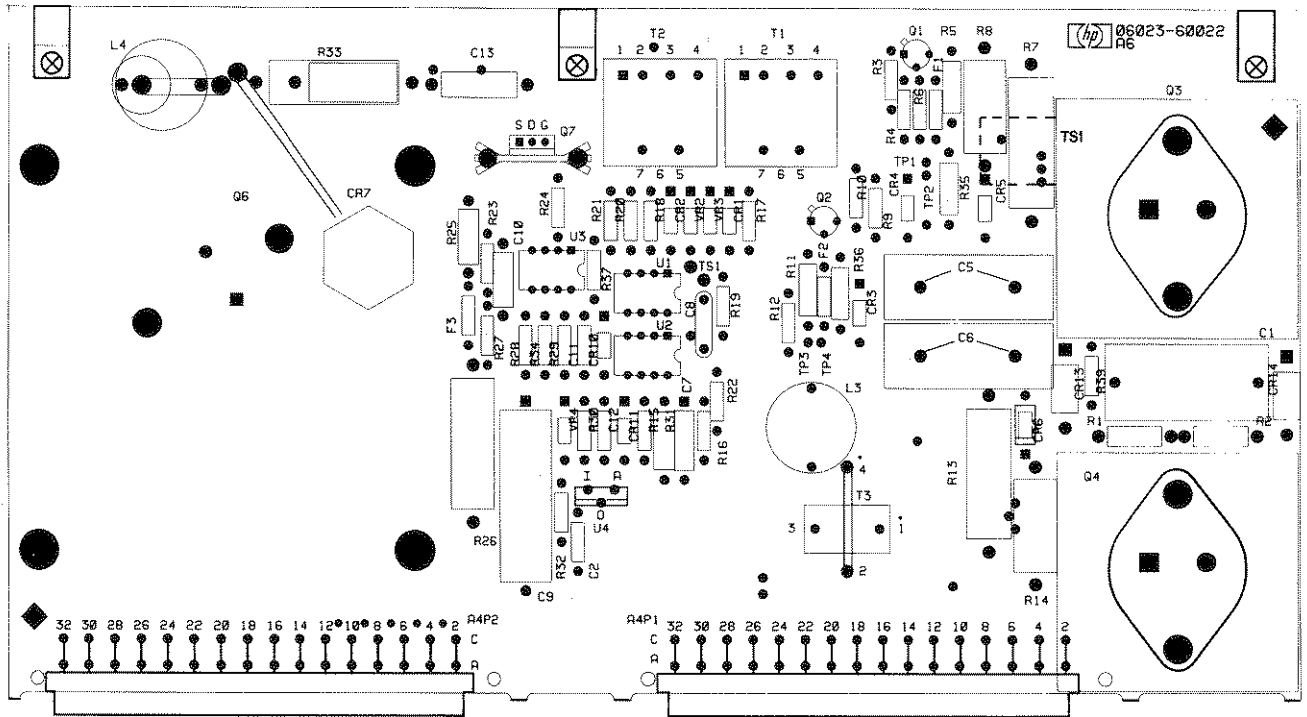 L4
R33
C13
T2
1 2 3 4
T1
1 2 3 4
Q1
R5
R8
hp 06023-60022
A6
R7
R3
F1
R6
R4
Q3
TS1
S D G
Q7
7 6 5
7 6 5
TP1
Q6
CR7
R24
R21
R20
R18
CR2
VR2
VR3
CR1
R17
Q2
R10
R9
CR4
TP2
R35
CR5
R25
R23
C10
U3
R37
U1
TS1
C8
R19
R11
F2
R36
R12
CR3
C5
F3
R27
R28
R34
R29
C11
CR10
U2
TP3
TP4
C6
C1
CR13
R39
CR14
C7
R22
L3
VR4
R30
C12
CR11
R15
R31
R16
CR6
R1
R2
R13
4
Q4
I A
O
U4
T3
3
1
R26
R32
C2
2
C9
R14
32 30 28 26 24 22 20 18 16 14 12 10 8 6 4 2
A4P2
C
A
A4P1
32 30 28 26 24 22 20 18 16 14 12 10 8 6 4 2
C
A